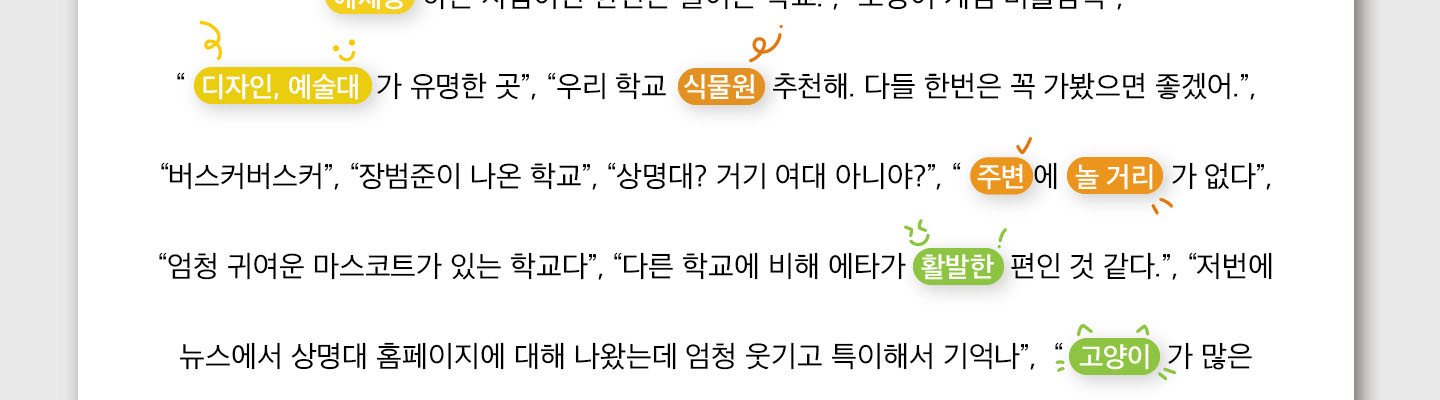 “ 디자인, 예술대 가 유명한 곳”, “우리 학교 식물원 추천해. 다들 한번은 꼭 가봤으면 좋겠어.”,
“버스커버스커”, “장범준이 나온 학교”, “상명대? 거기 여대 아니야?”, “ 주변에 놀 거리 가 없다”,
“엄청 귀여운 마스코트가 있는 학교다”, “다른 학교에 비해 에타가 활발한 편인 것 같다.”, “저번에
뉴스에서 상명대 홈페이지에 대해 나왔는데 엄청 웃기고 특이해서 기억나”, “ 고양이 가 많은